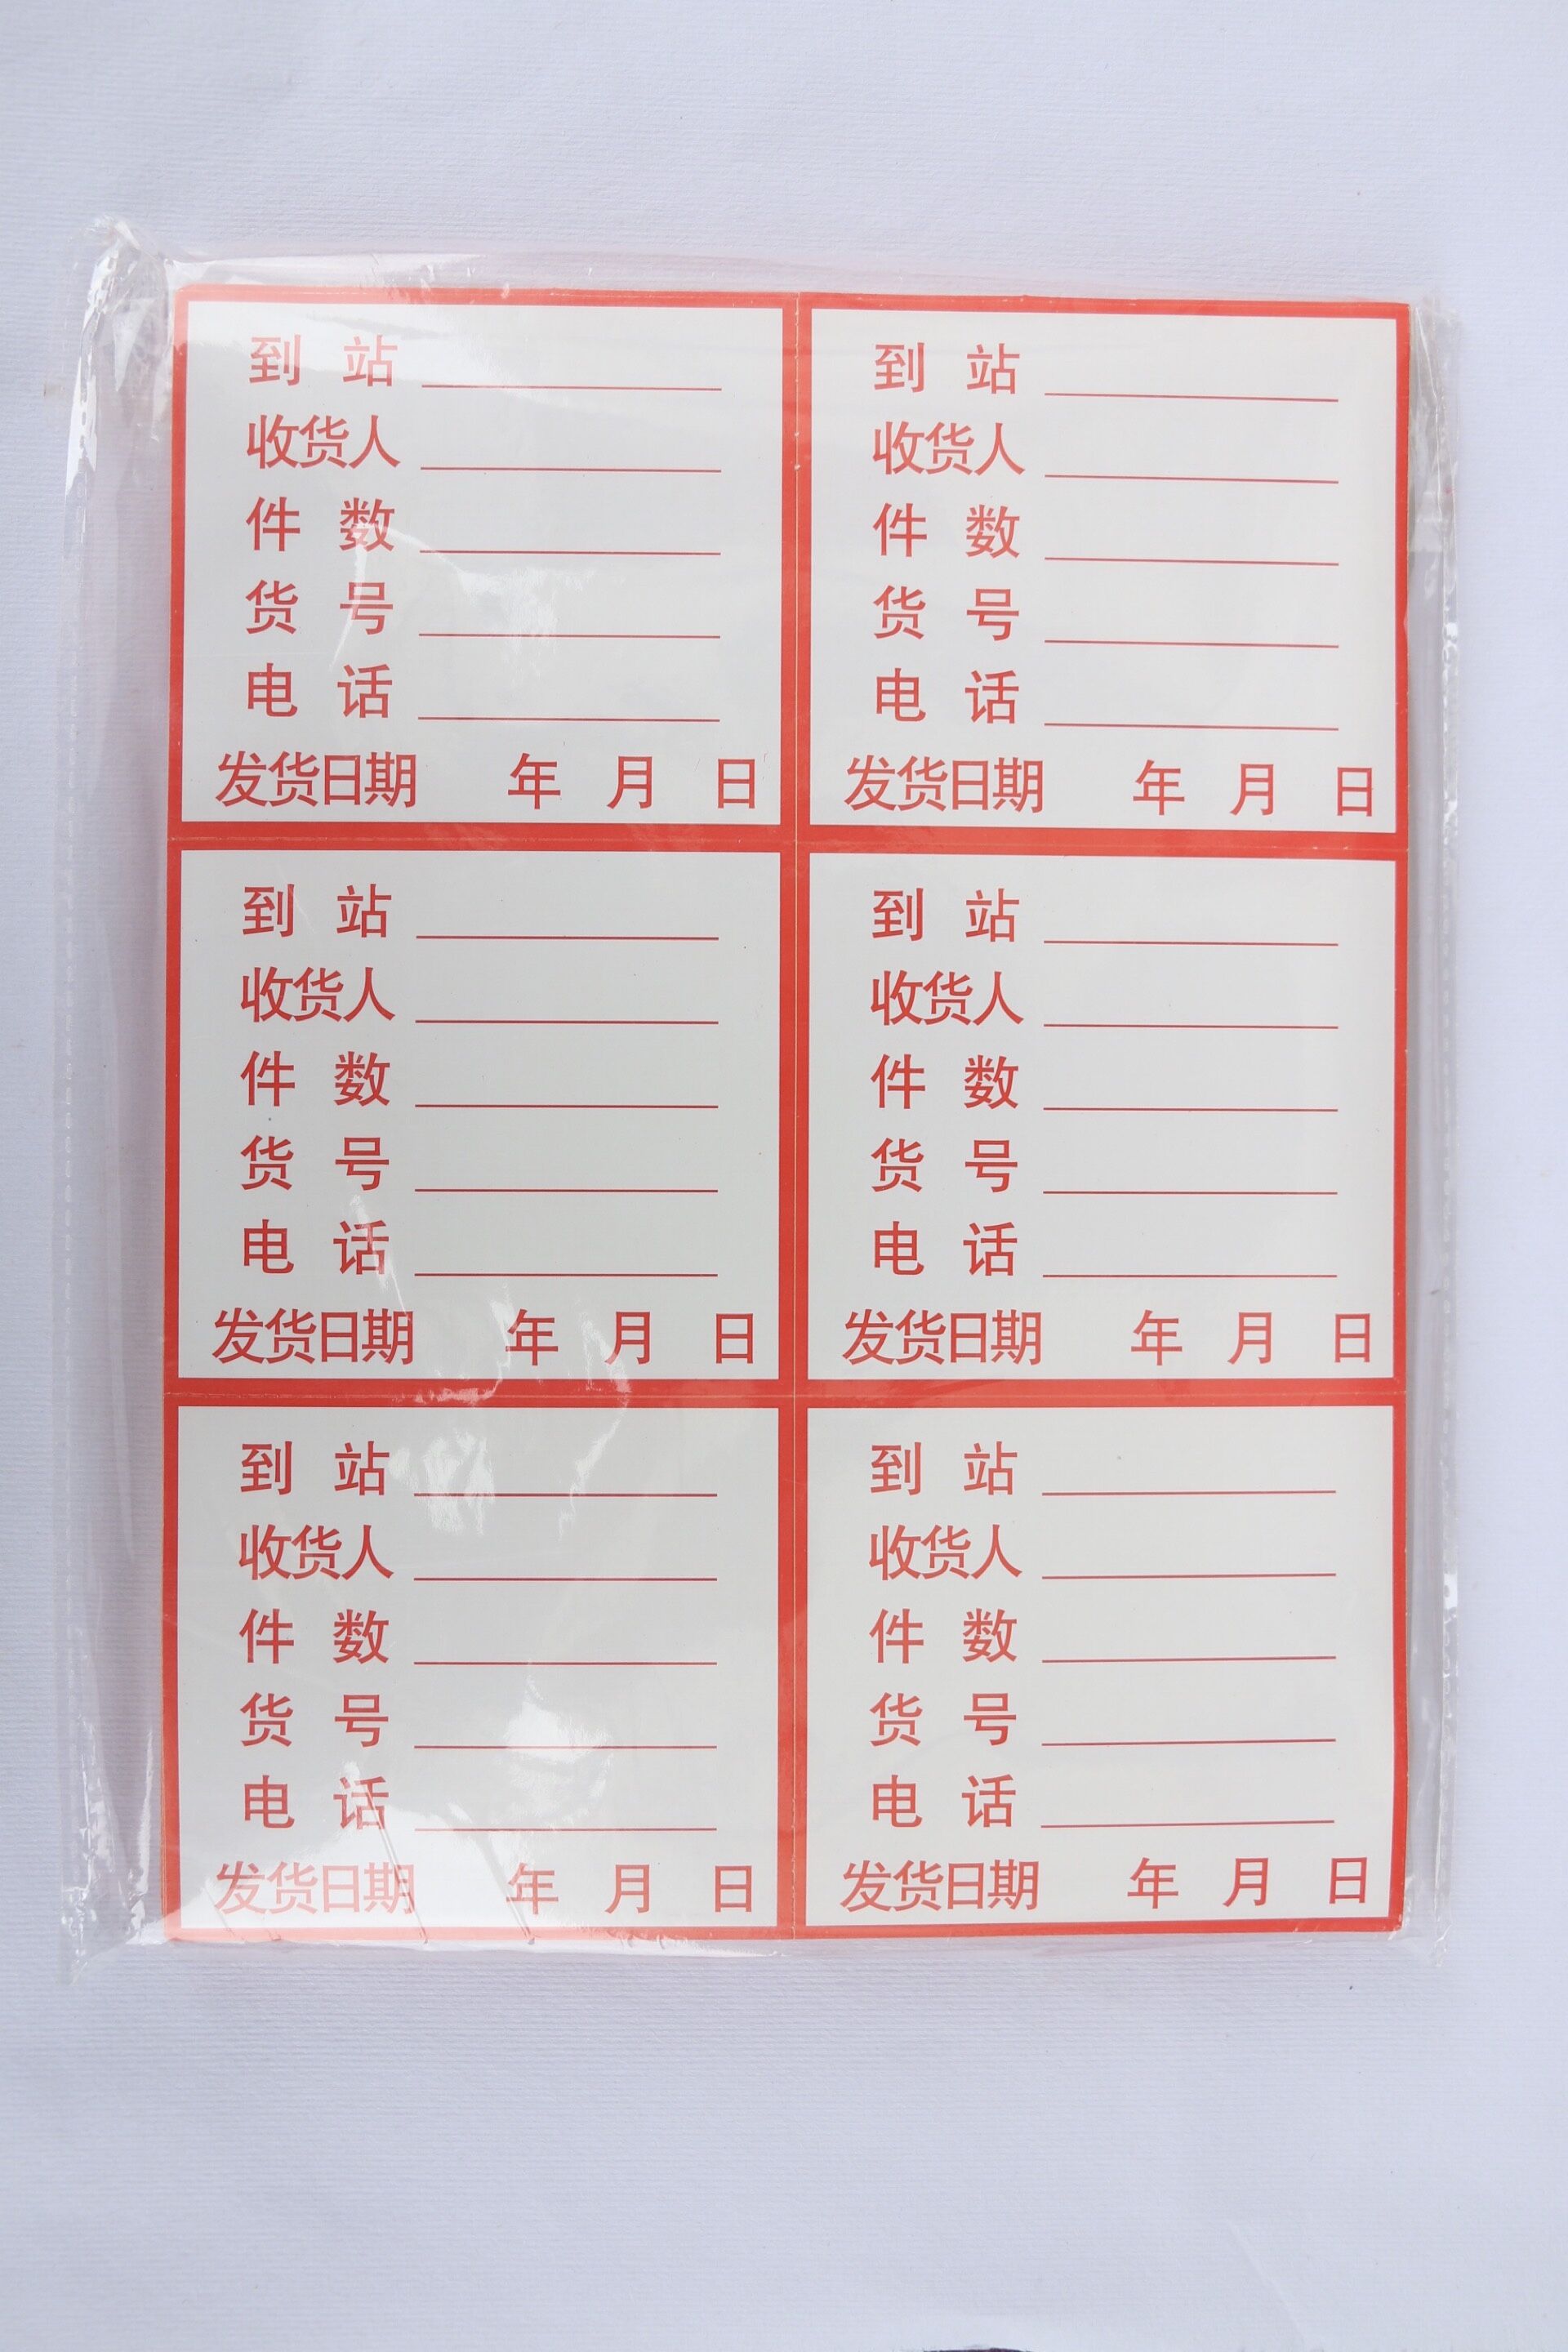 到 站
收货人
件 数
货 号
电 话
发货日期 年 月 日
到 站
收货人
件 数
货 号
电 话
发货日期 年 月 日
到 站
收货人
件 数
货 号
电 话
发货日期 年 月 日
到 站
收货人
件 数
货 号
电 话
发货日期 年 月 日
到 站
收货人
件 数
货 号
电 话
发货日期 年 月 日
到 站
收货人
件 数
货 号
电 话
发货日期 年 月 日